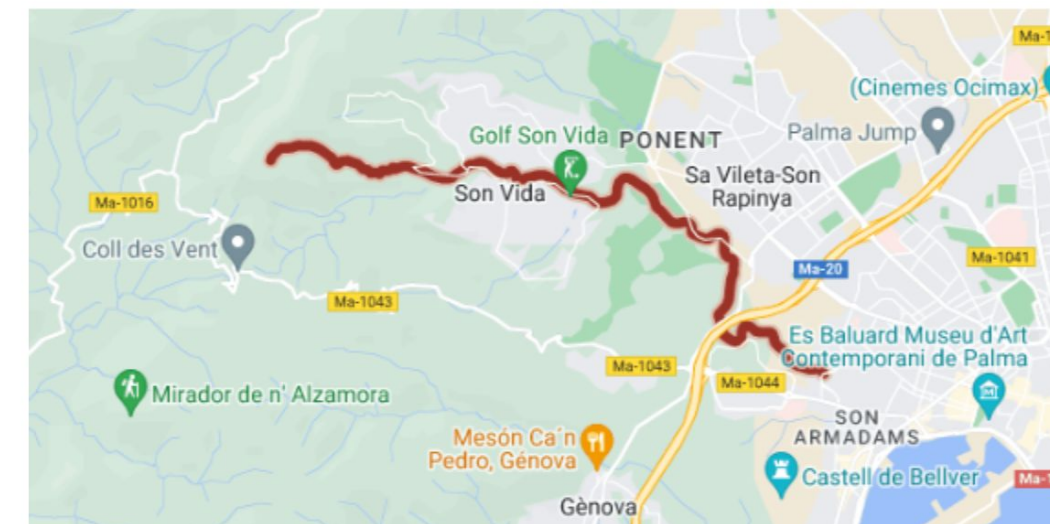 Ma-1
(Cinemes Ocimax)
Golf Son Vida
PONENT
Palma Jump
Son Vida
Sa Vileta-Son
Rapinya
Ma-1016
Coll des Vent
Ma-20
Ma-1041
Ma-1043
Es Baluard Museu d'Art
Contemporani de Palma
Ma-1043
Ma-1044
Mirador de n' Alzamora
SON
ARMADAMS
Mesón Ca´n
Pedro, Génova
Castell de Bellver
Ma-1
Gènova